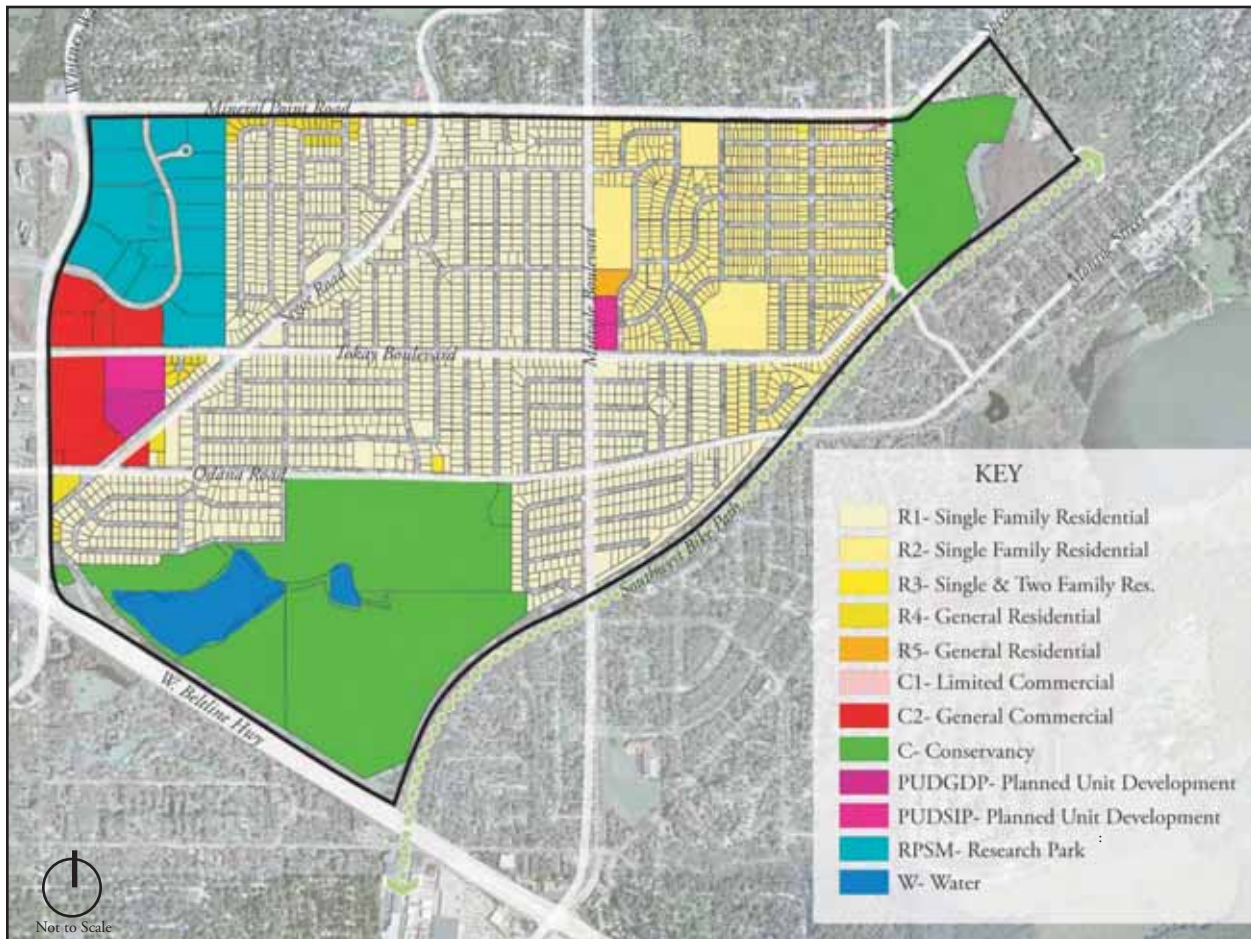 Mineral Point Road
Tokay Boulevard
Midvale Boulevard
Odana Road
Monroe Street
Southwest Bike Path
W. Beltline Hwy
KEY
R1- Single Family Residential
R2- Single Family Residential
R3- Single & Two Family Res.
R4- General Residential
R5- General Residential
C1- Limited Commercial
C2- General Commercial
C- Conservancy
PUDGDP- Planned Unit Development
PUDSIP- Planned Unit Development
:
RPSM- Research Park
W- Water
Not to Scale